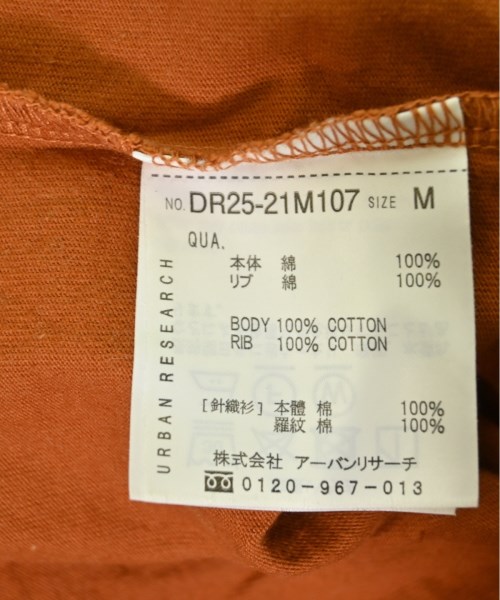 NO. DR25-21M107 SIZE M
QUA.
本体 綿 100%
リブ 綿 100%
BODY 100% COTTON
RIB 100% COTTON
[針織衫] 本體 棉 100%
羅紋 棉 100%
株式会社 アーバンリサーチ
0120-967-013
URBAN RESEARCH